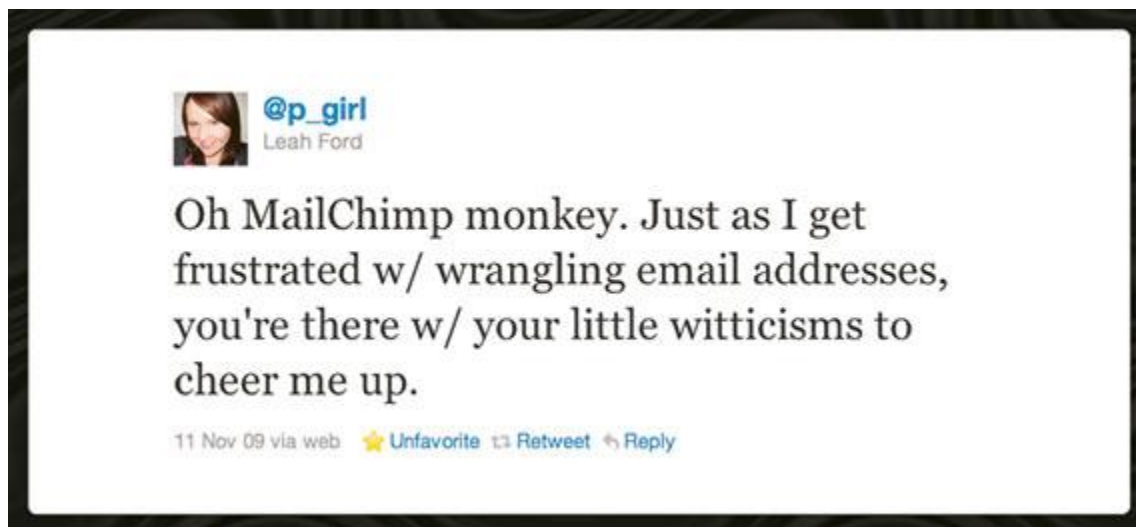 @p_girl
Leah Ford
Oh MailChimp monkey. Just as I get
frustrated w/ wrangling email addresses,
you're there w/ your little witticisms to
cheer me up.
11 Nov 09 via web Unfavorite Retweet Reply